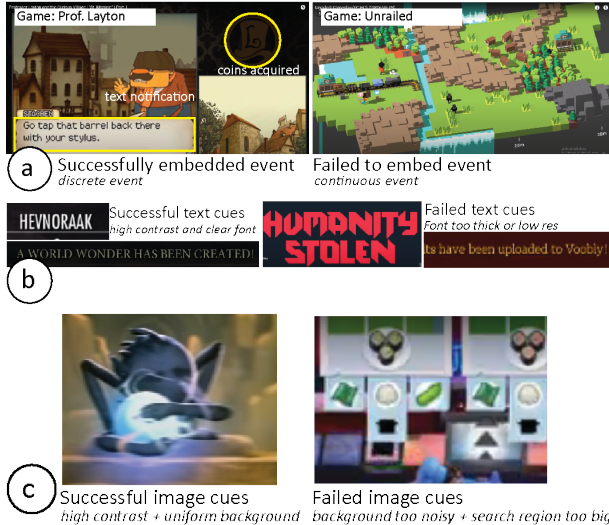 Game: Prof. Layton
Game: Unrailed
L
coins acquired
text notification
STACHEN
Go tap that barrel back there
with your stylus.
a
Successfully embedded event
discrete event
Failed to embed event
continuous event
HEVNORAAK
Successful text cues
high contrast and clear font
A WORLD WONDER HAS BEEN CREATED!
HUMANITY
STOLEN
Failed text cues
Font too thick or low res
lts have been uploaded to Voobly!
b
c
Successful image cues
high contrast + uniform background
Failed image cues
background too noisy + search region too big